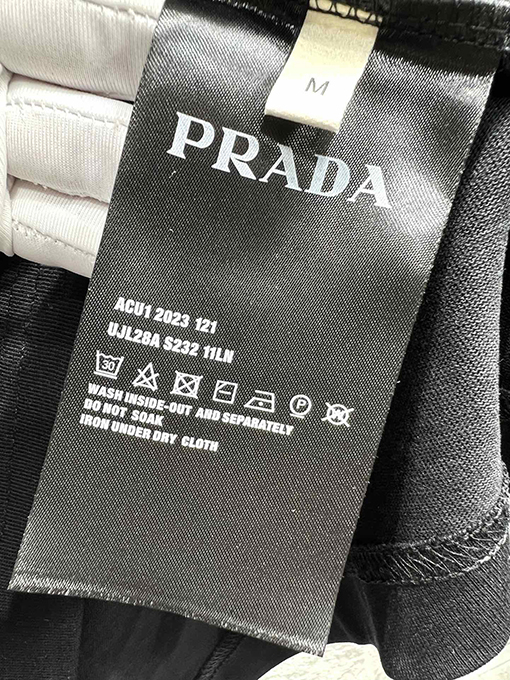 M
PRADA
ACU1 2023 121
UJL28A S232 11LN
30 P W
WASH INSIDE-OUT AND SEPARATELY
DO NOT SOAK
IRON UNDER DRY CLOTH